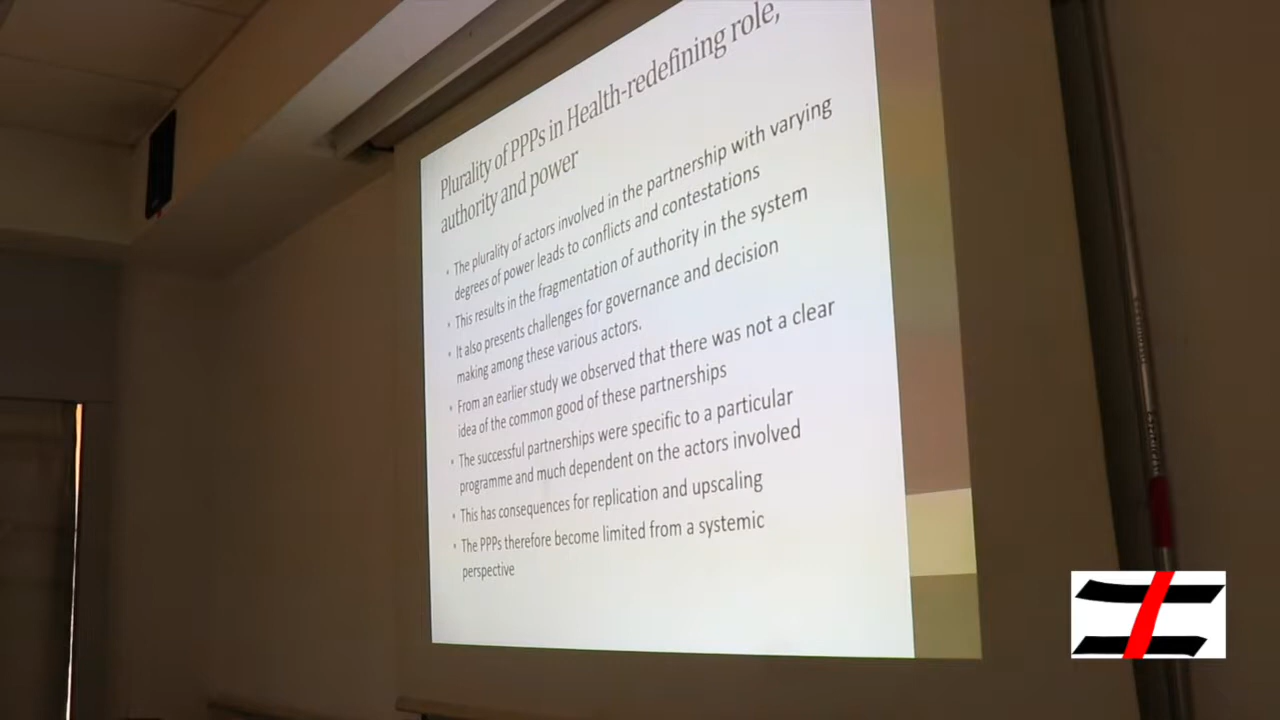 Plurality of PPPs in Health-redefining role,
authority and power
• The plurality of actors involved in the partnership with varying
degrees of power leads to conflicts and contestations
• This results in the fragmentation of authority in the system
• It also presents challenges for governance and decision
making among these various actors.
• From an earlier study we observed that there was not a clear
idea of the common good of these partnerships
• The successful partnerships were specific to a particular
programme and much dependent on the actors involved
• This has consequences for replication and upscaling
• The PPPs therefore become limited from a systemic
perspective